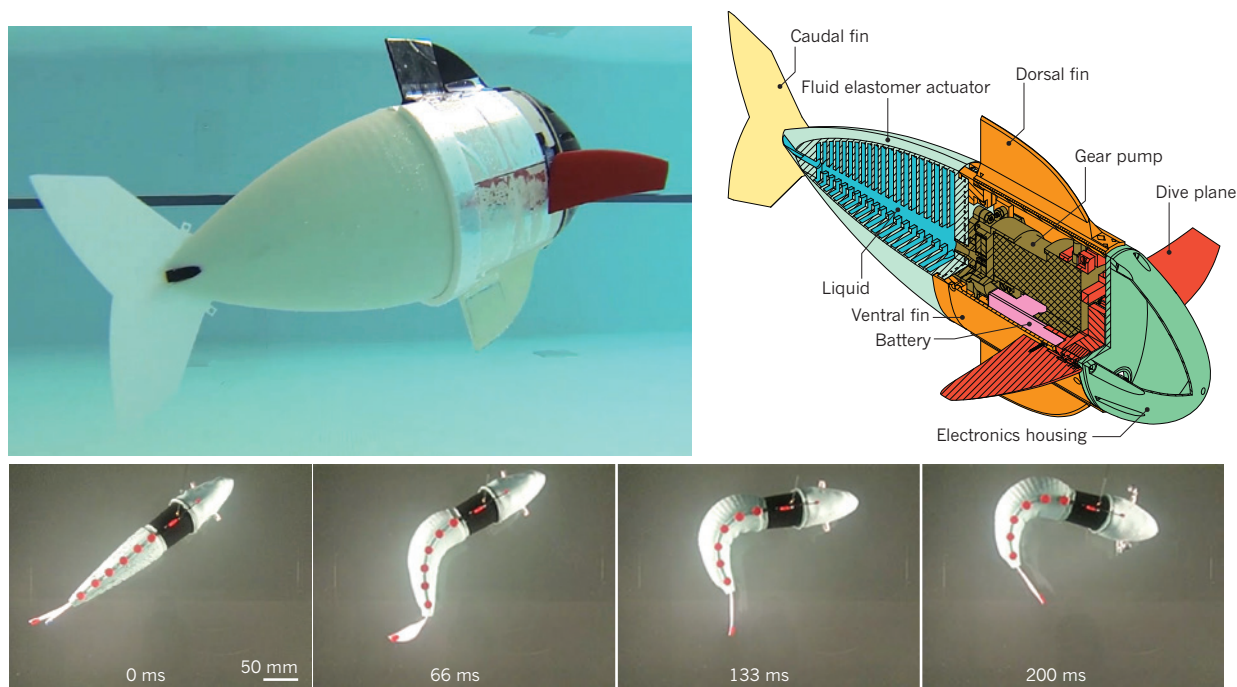 Caudal fin
Fluid elastomer actuator
Dorsal fin
Gear pump
Dive plane
Liquid
Ventral fin
Battery
Electronics housing
0 ms
50 mm
66 ms
133 ms
200 ms